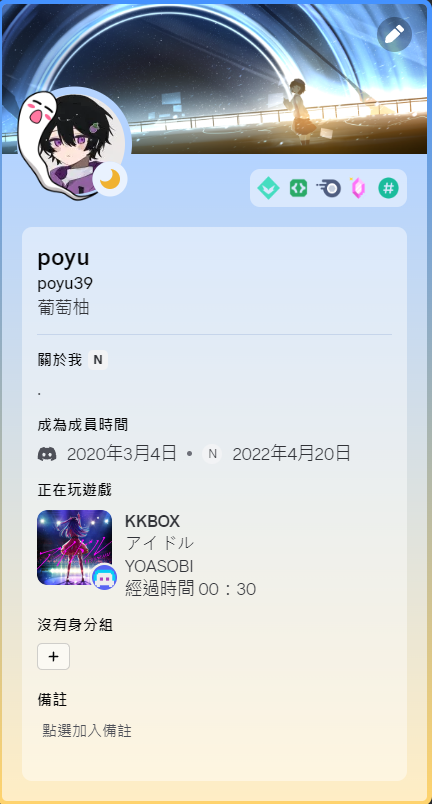 poyu
poyu39
葡萄柚
關於我 N
.
成為成員時間
2020年3月4日 • N 2022年4月20日
正在玩遊戲
KKBOX
アイドル
YOASOBI
經過時間 00：30
沒有身分組
+
備註
點選加入備註